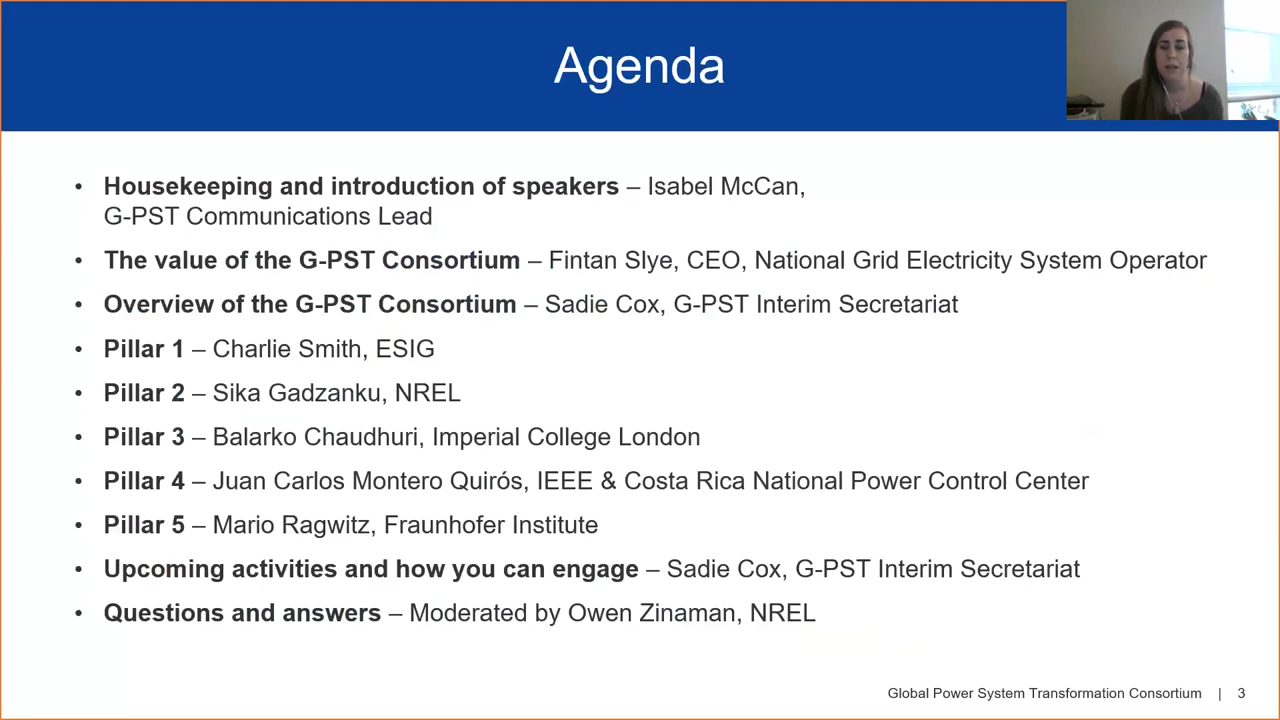 Agenda
• Housekeeping and introduction of speakers – Isabel McCan,
G-PST Communications Lead
• The value of the G-PST Consortium – Fintan Slye, CEO, National Grid Electricity System Operator
• Overview of the G-PST Consortium – Sadie Cox, G-PST Interim Secretariat
• Pillar 1 – Charlie Smith, ESIG
• Pillar 2 – Sika Gadzanku, NREL
• Pillar 3 – Balarko Chaudhuri, Imperial College London
• Pillar 4 – Juan Carlos Montero Quirós, IEEE & Costa Rica National Power Control Center
• Pillar 5 – Mario Ragwitz, Fraunhofer Institute
• Upcoming activities and how you can engage – Sadie Cox, G-PST Interim Secretariat
• Questions and answers – Moderated by Owen Zinaman, NREL
Global Power System Transformation Consortium | 3